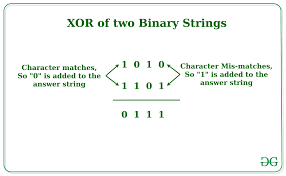 XOR of two Binary Strings
Character matches,
So "0" is added to the
answer string
1 0 1 0
1 1 0 1
Character Mis-matches,
So "1" is added to the
answer string
0 1 1 1